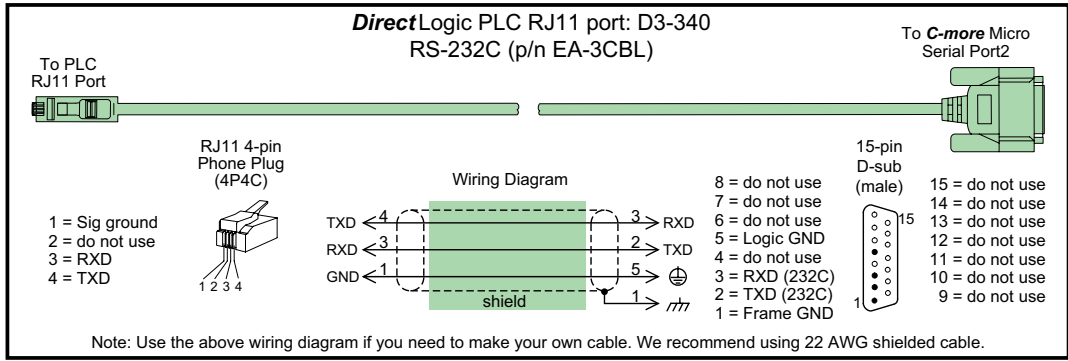 DirectLogic PLC RJ11 port: D3-340
RS-232C (p/n EA-3CBL)
To PLC
RJ11 Port
To C-more Micro
Serial Port2
RJ11 4-pin
Phone Plug
(4P4C)
1 = Sig ground
2 = do not use
3 = RXD
4 = TXD
1 2 3 4
Wiring Diagram
TXD 4 3 RXD
RXD 3 2 TXD
GND 1 5
1
shield
8 = do not use
7 = do not use
6 = do not use
5 = Logic GND
4 = do not use
3 = RXD (232C)
2 = TXD (232C)
1 = Frame GND
15-pin
D-sub
(male)
15
1
15 = do not use
14 = do not use
13 = do not use
12 = do not use
11 = do not use
10 = do not use
9 = do not use
Note: Use the above wiring diagram if you need to make your own cable. We recommend using 22 AWG shielded cable.